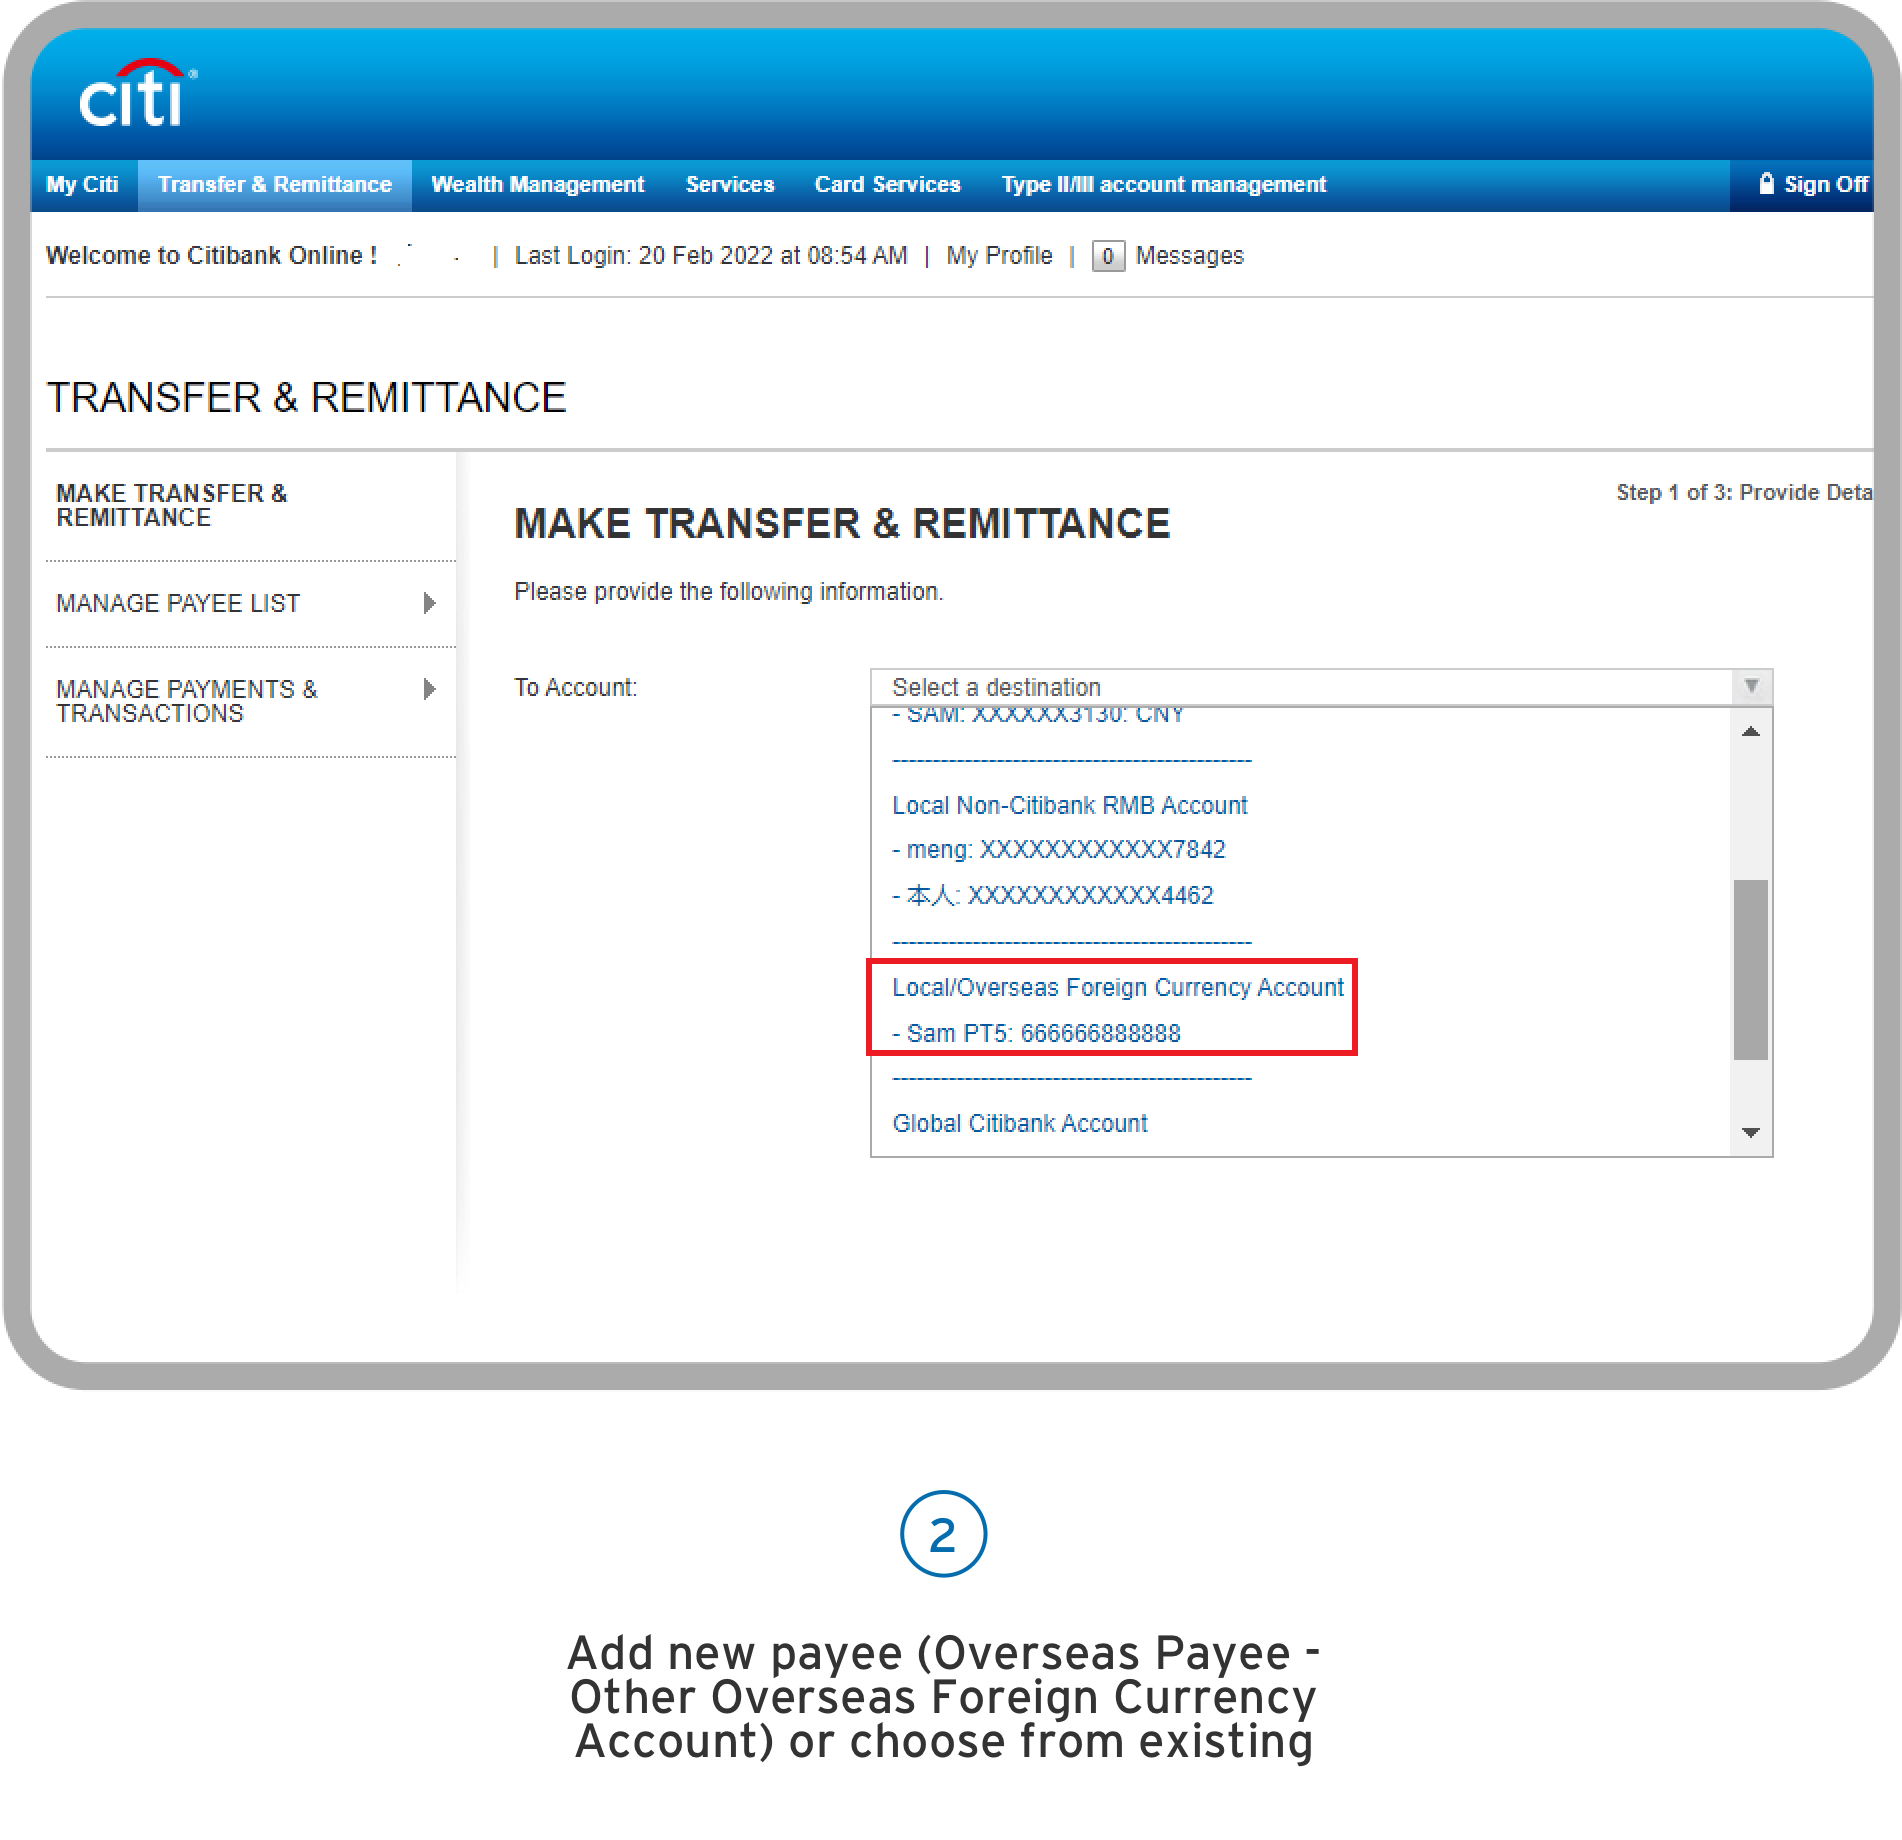 citi®
My Citi Transfer & Remittance Wealth Management Services Card Services Type II/III account management Sign Off
Welcome to Citibank Online ! | Last Login: 20 Feb 2022 at 08:54 AM | My Profile | 0 Messages
TRANSFER & REMITTANCE
MAKE TRANSFER &
REMITTANCE
MANAGE PAYEE LIST
MANAGE PAYMENTS &
TRANSACTIONS
Step 1 of 3: Provide Deta
MAKE TRANSFER & REMITTANCE
Please provide the following information.
To Account: Select a destination
- SAM: XXXXXX3130: CNY
---------------------------------------------
Local Non-Citibank RMB Account
- meng: XXXXXXXXXXXX7842
- 本人: XXXXXXXXXXXX4462
---------------------------------------------
Local/Overseas Foreign Currency Account
- Sam PT5: 666666888888
---------------------------------------------
Global Citibank Account
2
Add new payee (Overseas Payee -
Other Overseas Foreign Currency
Account) or choose from existing